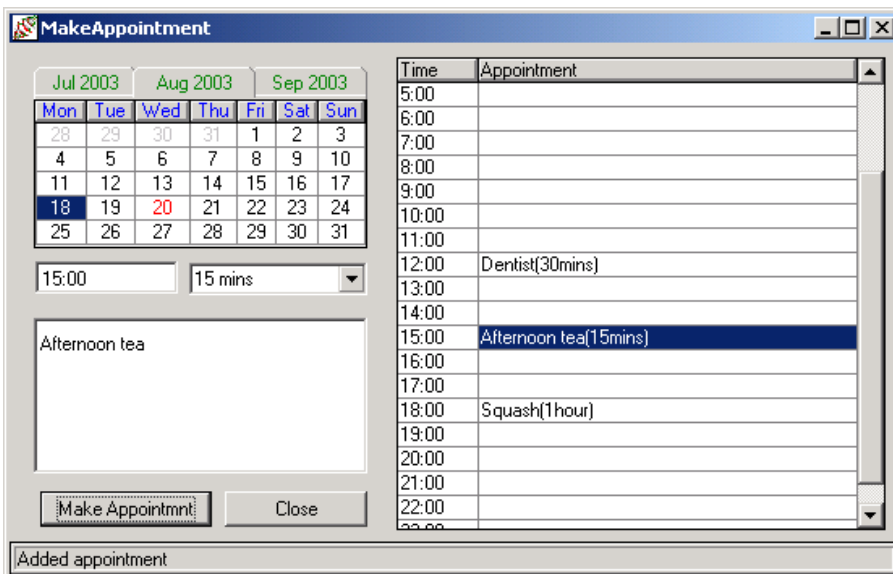 MakeAppointment
Jul 2003 Aug 2003 Sep 2003
Mon Tue Wed Thu Fri Sat Sun
28 29 30 31 1 2 3
4 5 6 7 8 9 10
11 12 13 14 15 16 17
18 19 20 21 22 23 24
25 26 27 28 29 30 31
15:00 15 mins
Afternoon tea
Make Appointmnt Close
Time Appointment
5:00
6:00
7:00
8:00
9:00
10:00
11:00
12:00 Dentist(30mins)
13:00
14:00
15:00 Afternoon tea(15mins)
16:00
17:00
18:00 Squash(1hour)
19:00
20:00
21:00
22:00
Added appointment